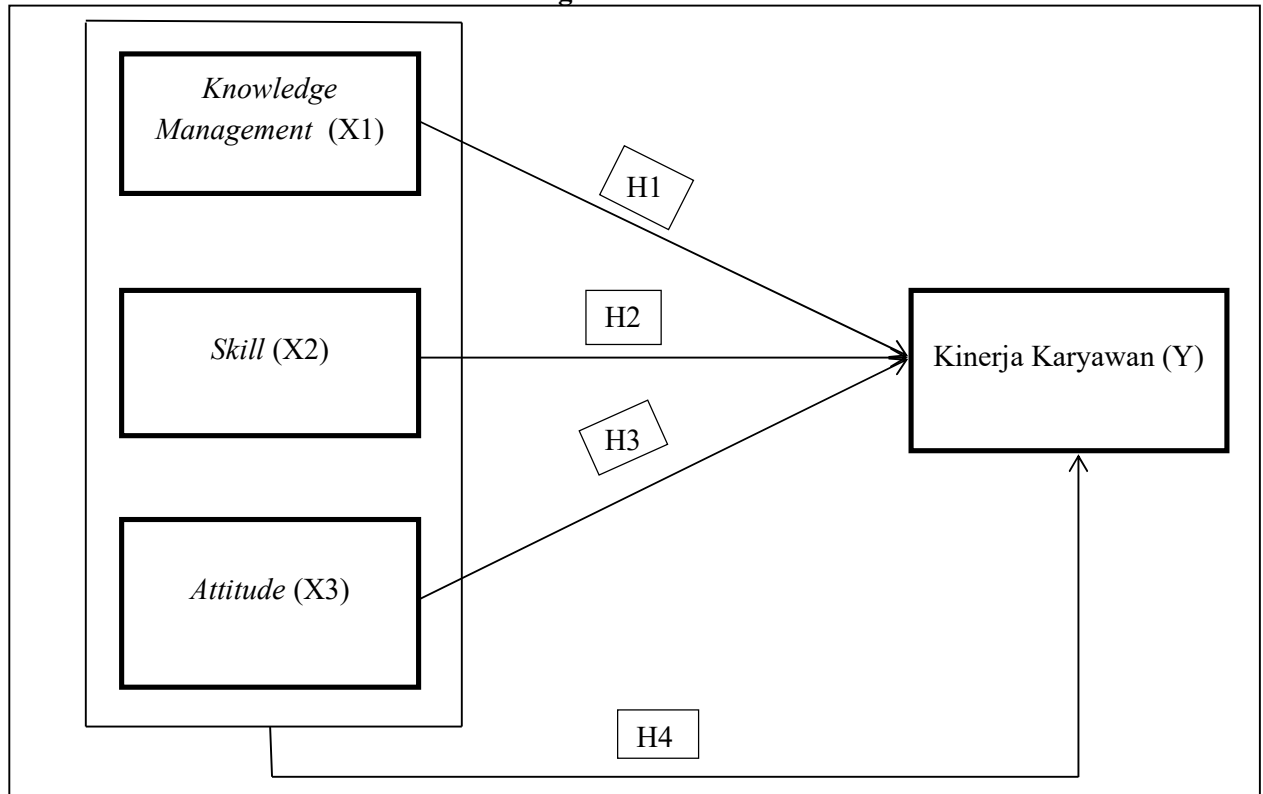 Knowledge
Management (X1)
H1
H2
Skill (X2)
Kinerja Karyawan (Y)
H3
Attitude (X3)
H4